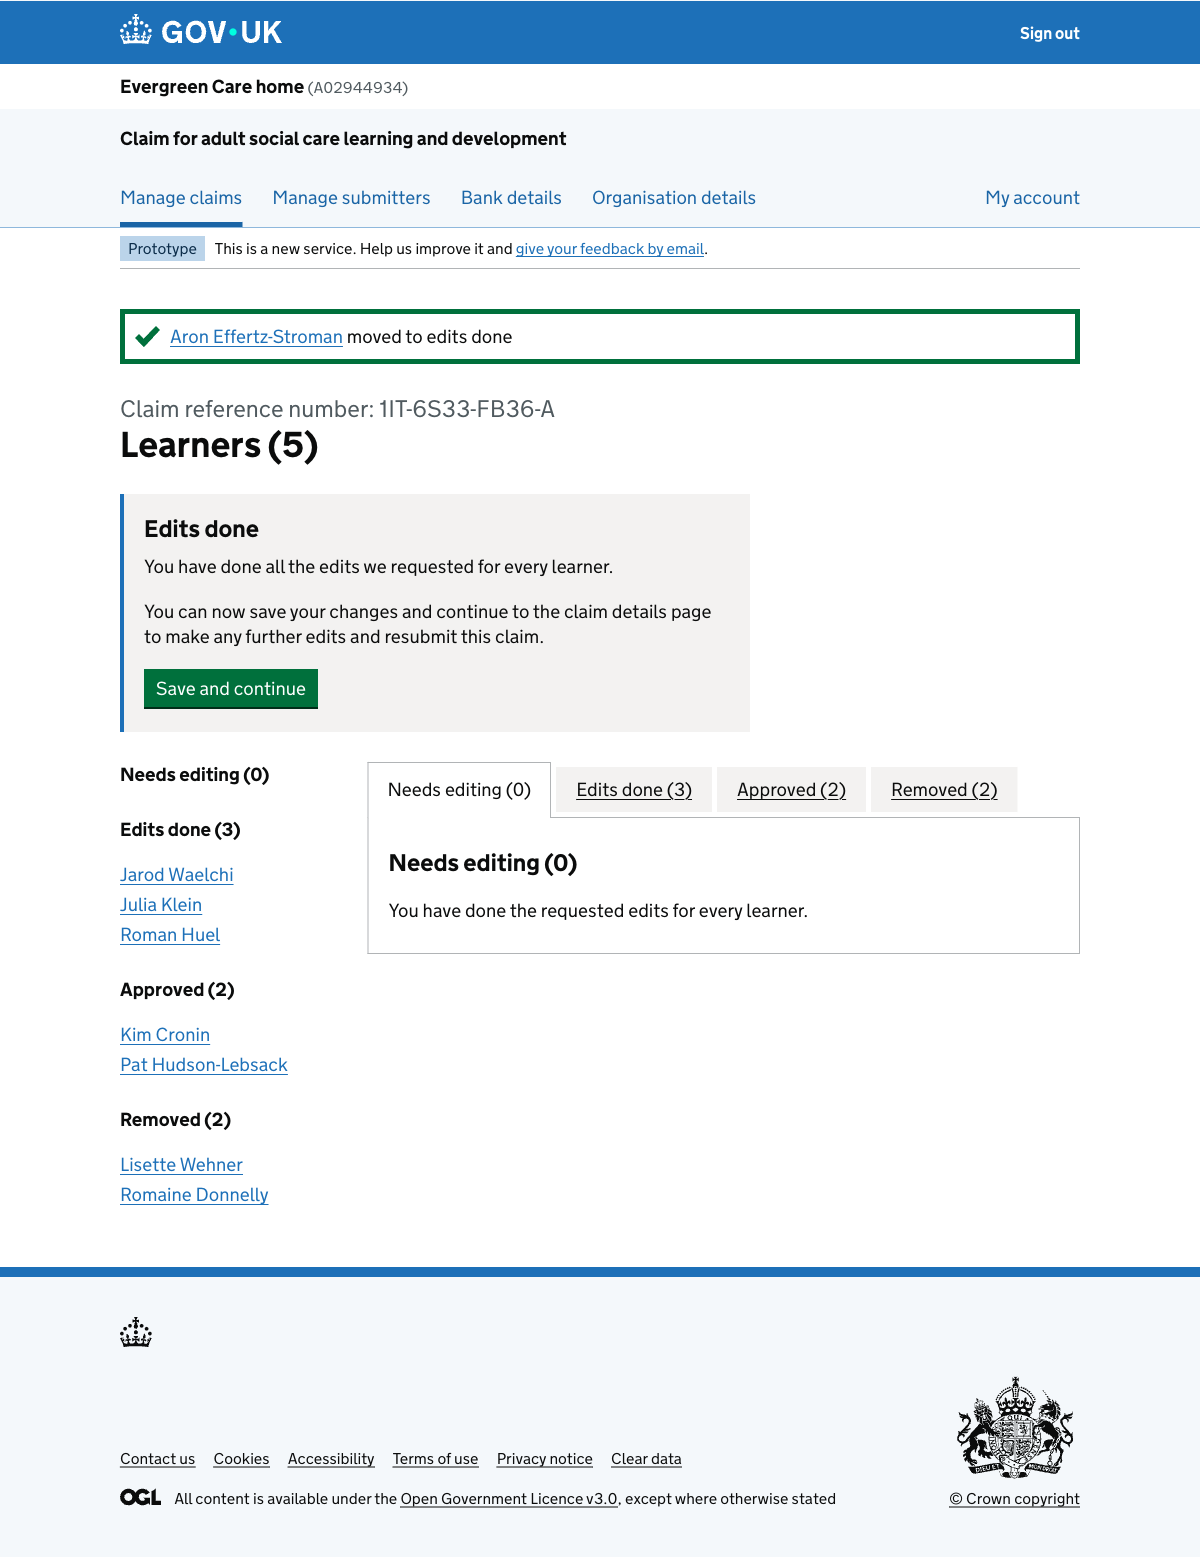 GOV•UK
Sign out
Evergreen Care home (A02944934)
Claim for adult social care learning and development
Manage claims
Manage submitters
Bank details
Organisation details
My account
Prototype
This is a new service. Help us improve it and give your feedback by email.
Aron Effertz-Stroman moved to edits done
Claim reference number: 1IT-6S33-FB36-A
Learners (5)
Edits done
You have done all the edits we requested for every learner.
You can now save your changes and continue to the claim details page
to make any further edits and resubmit this claim.
Save and continue
Needs editing (0)
Edits done (3)
Jarod Waelchi
Julia Klein
Roman Huel
Approved (2)
Kim Cronin
Pat Hudson-Lebsack
Removed (2)
Lisette Wehner
Romaine Donnelly
Needs editing (0)
Edits done (3)
Approved (2)
Removed (2)
Needs editing (0)
You have done the requested edits for every learner.
Contact us
Cookies
Accessibility
Terms of use
Privacy notice
Clear data
OGL
All content is available under the Open Government Licence v3.0, except where otherwise stated
© Crown copyright